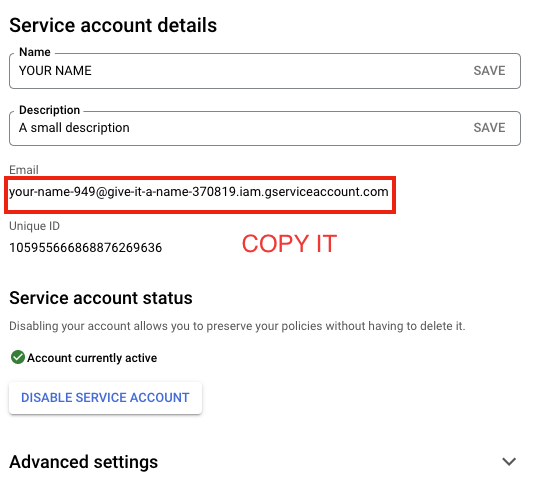 Service account details
Name
YOUR NAME
SAVE
Description
A small description
SAVE
Email
your-name-949@give-it-a-name-370819.iam.gserviceaccount.com
Unique ID
105955666868876269636
COPY IT
Service account status
Disabling your account allows you to preserve your policies without having to delete it.
Account currently active
DISABLE SERVICE ACCOUNT
Advanced settings